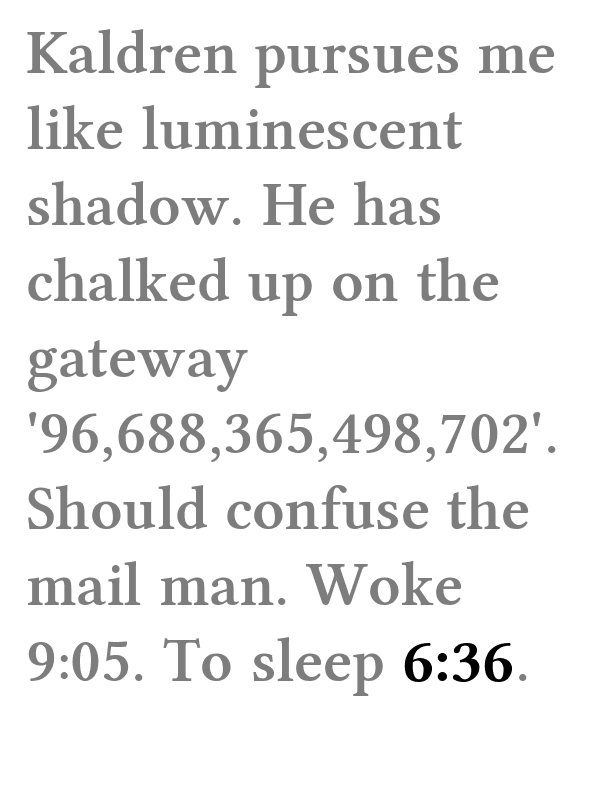 Kaldren pursues me
like luminescent
shadow. He has
chalked up on the
gateway
'96,688,365,498,702'.
Should confuse the
mail man. Woke
9:05. To sleep 6:36.